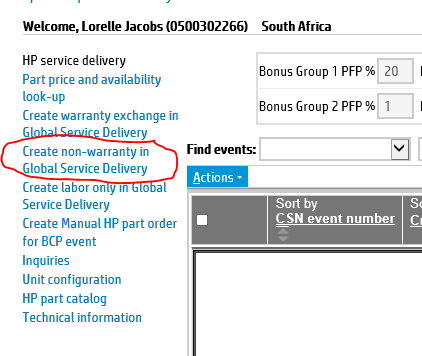 Welcome, Lorelle Jacobs (0500302266) South Africa
HP service delivery
Part price and availability
look-up
Create warranty exchange in
Global Service Delivery
Create non-warranty in
Global Service Delivery
Create labor only in Global
Service Delivery
Create Manual HP part order
for BCP event
Inquiries
Unit configuration
HP part catalog
Technical information
Bonus Group 1 PFP % 20
Bonus Group 2 PFP % 1
Find events:
Actions
Sort by
CSN event number